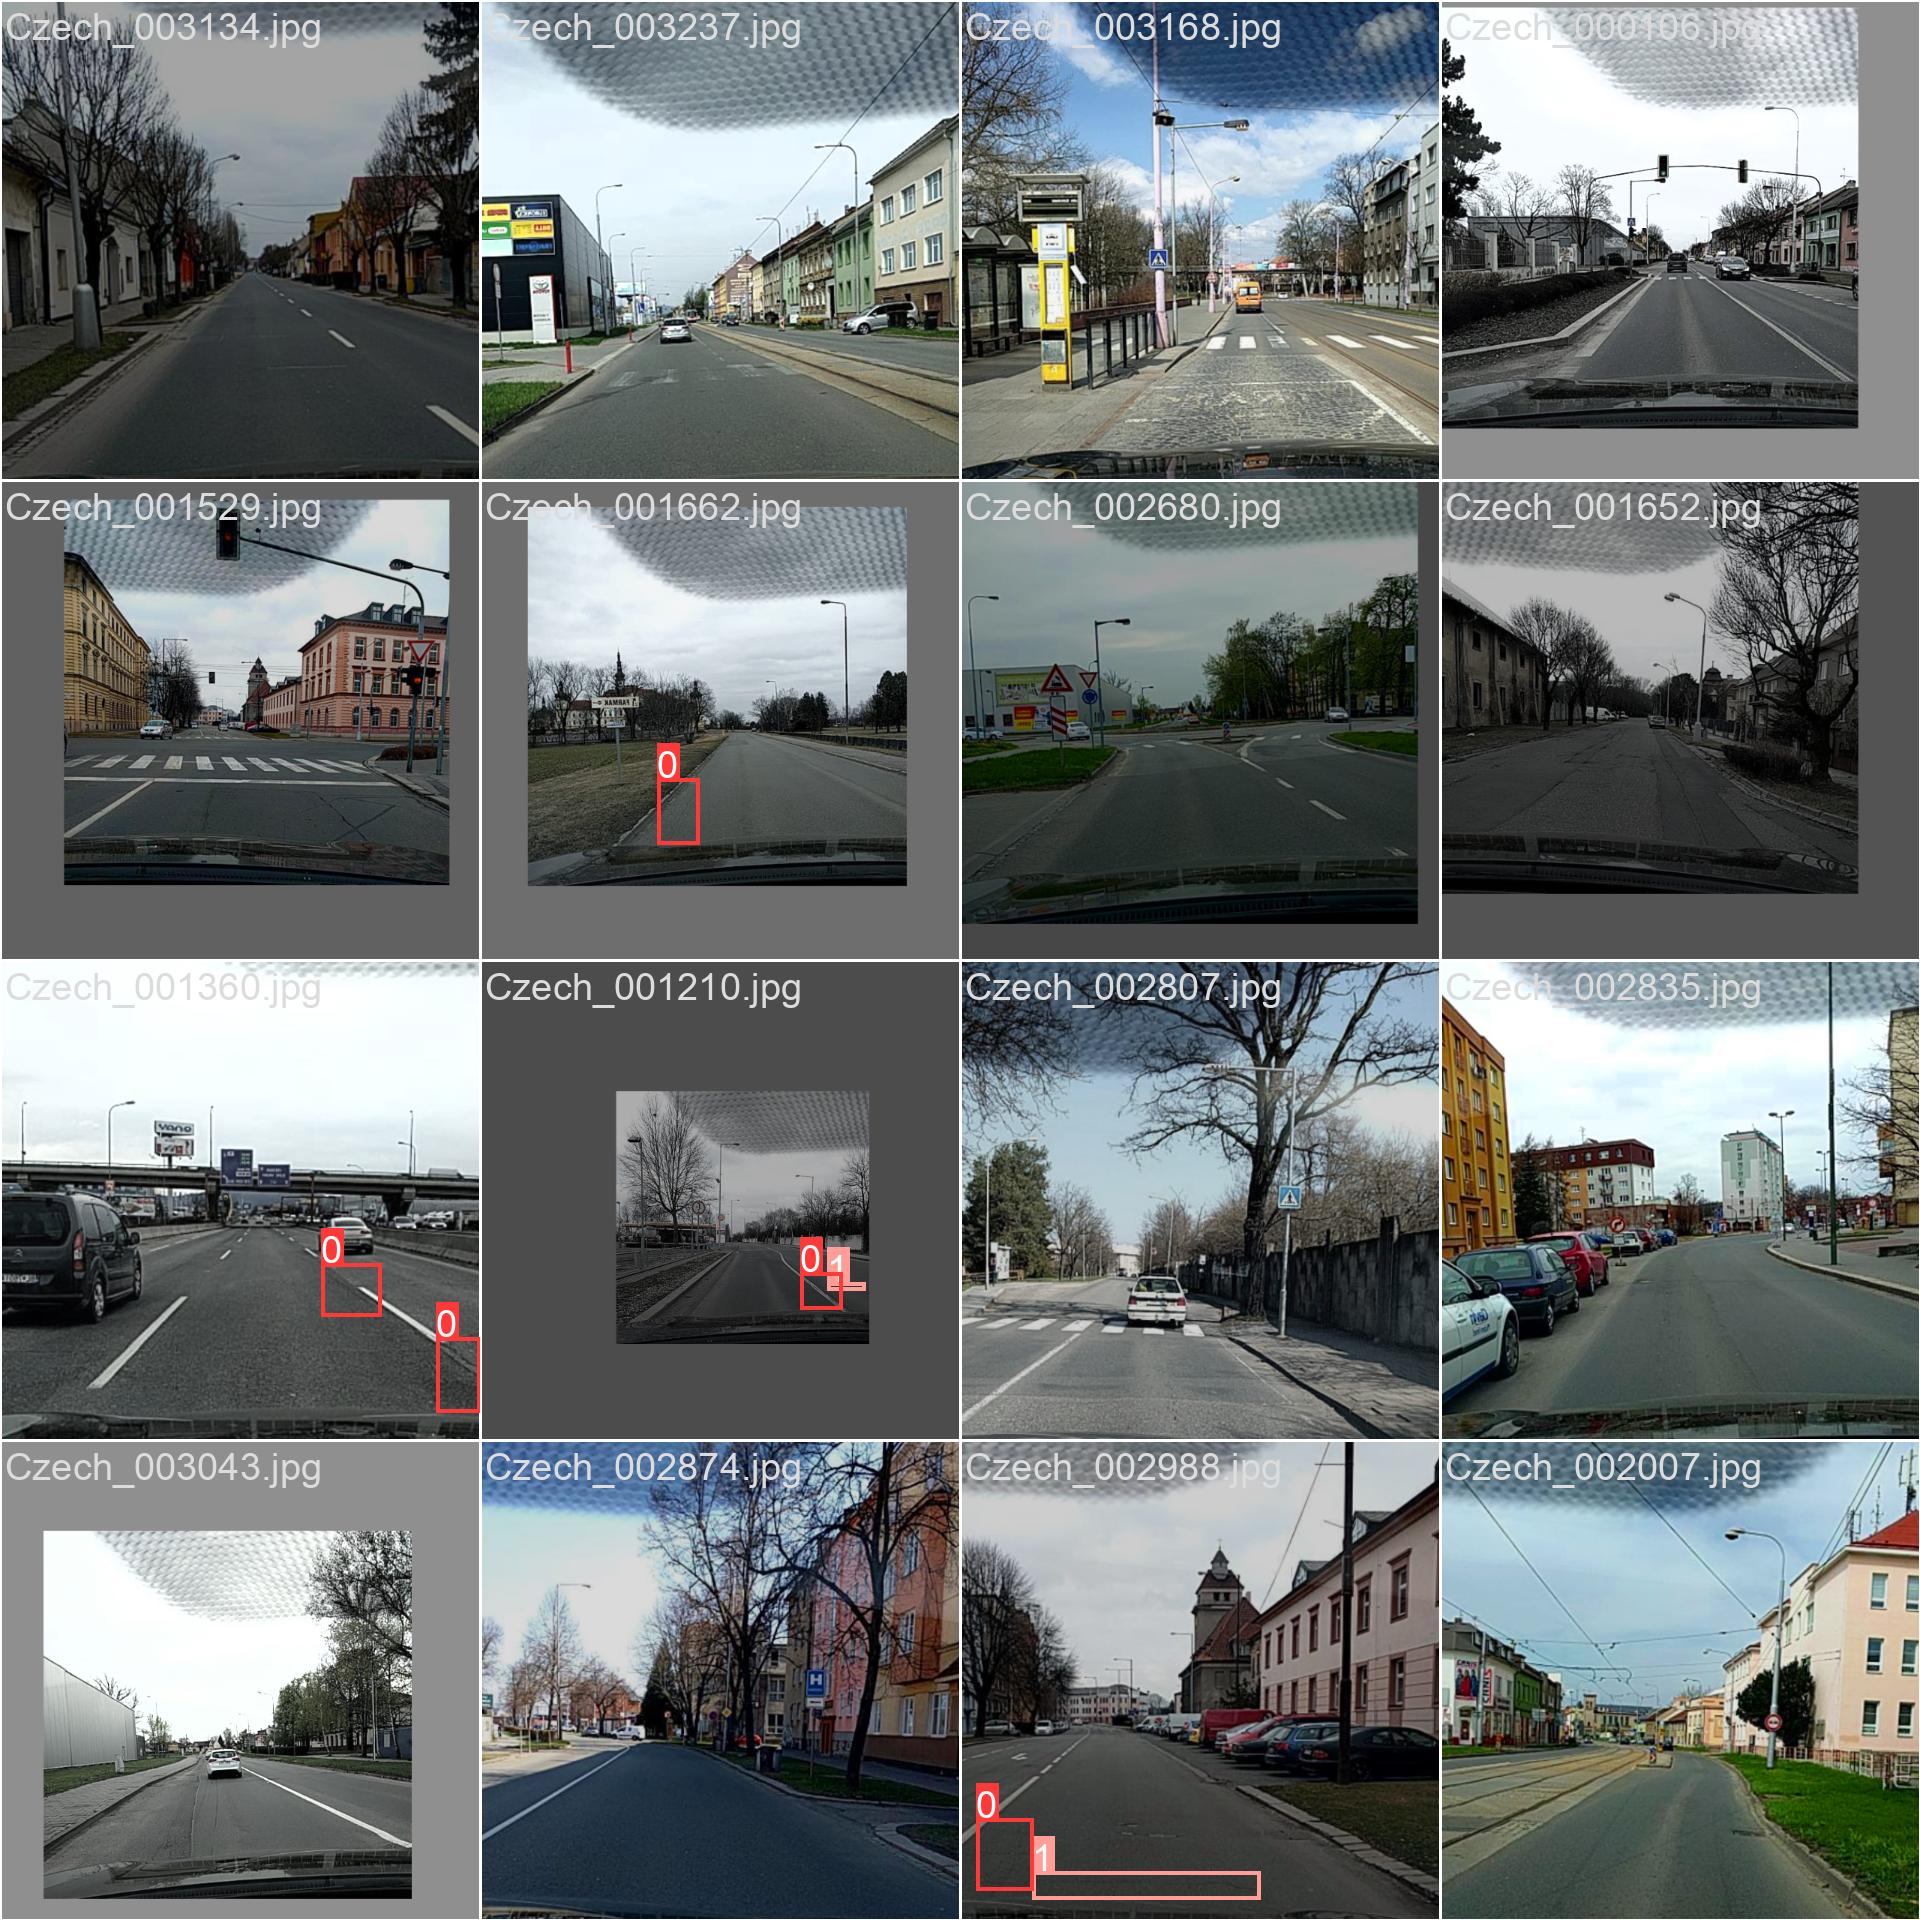 Czech_003134.jpg
Czech_003237.jpg
Czech_003168.jpg
Czech_000106.jpg
Czech_001529.jpg
Czech_001662.jpg
Czech_002680.jpg
Czech_001652.jpg
0
Czech_001360.jpg
Czech_001210.jpg
Czech_002807.jpg
Czech_002835.jpg
0
0
0
1
Czech_003043.jpg
Czech_002874.jpg
Czech_002988.jpg
Czech_002007.jpg
H
0
1